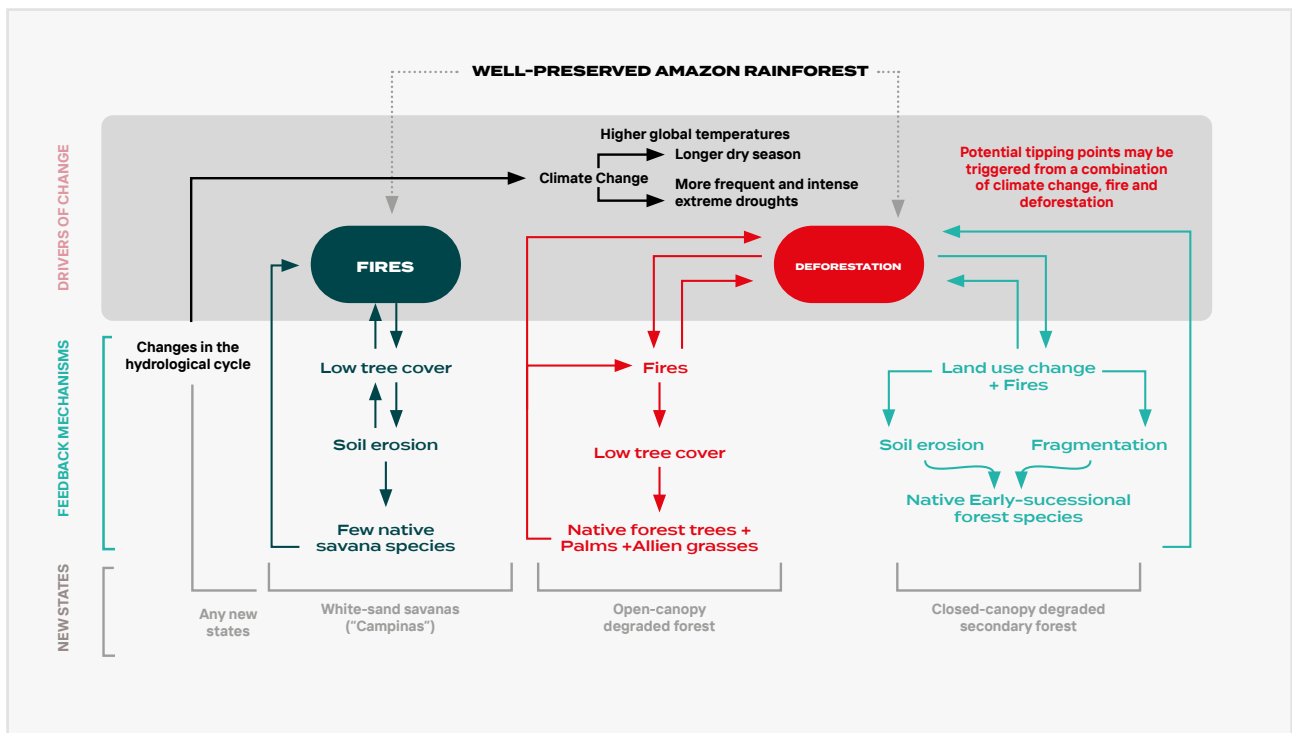 WELL-PRESERVED AMAZON RAINFOREST
DRIVERS OF CHANGE
Higher global temperatures
Longer dry season
Climate Change
More frequent and intense
extreme droughts
Potential tipping points may be
triggered from a combination
of climate change, fire and
deforestation
FIRES
DEFORESTATION
FEEDBACK MECHANISMS
Changes in the
hydrological cycle
Low tree cover
Soil erosion
Few native
savana species
Fires
Low tree cover
Native forest trees +
Palms +Allien grasses
Land use change
+ Fires
Soil erosion
Fragmentation
Native Early-sucessional
forest species
NEW STATES
Any new
states
White-sand savanas
("Campinas")
Open-canopy
degraded forest
Closed-canopy degraded
secondary forest